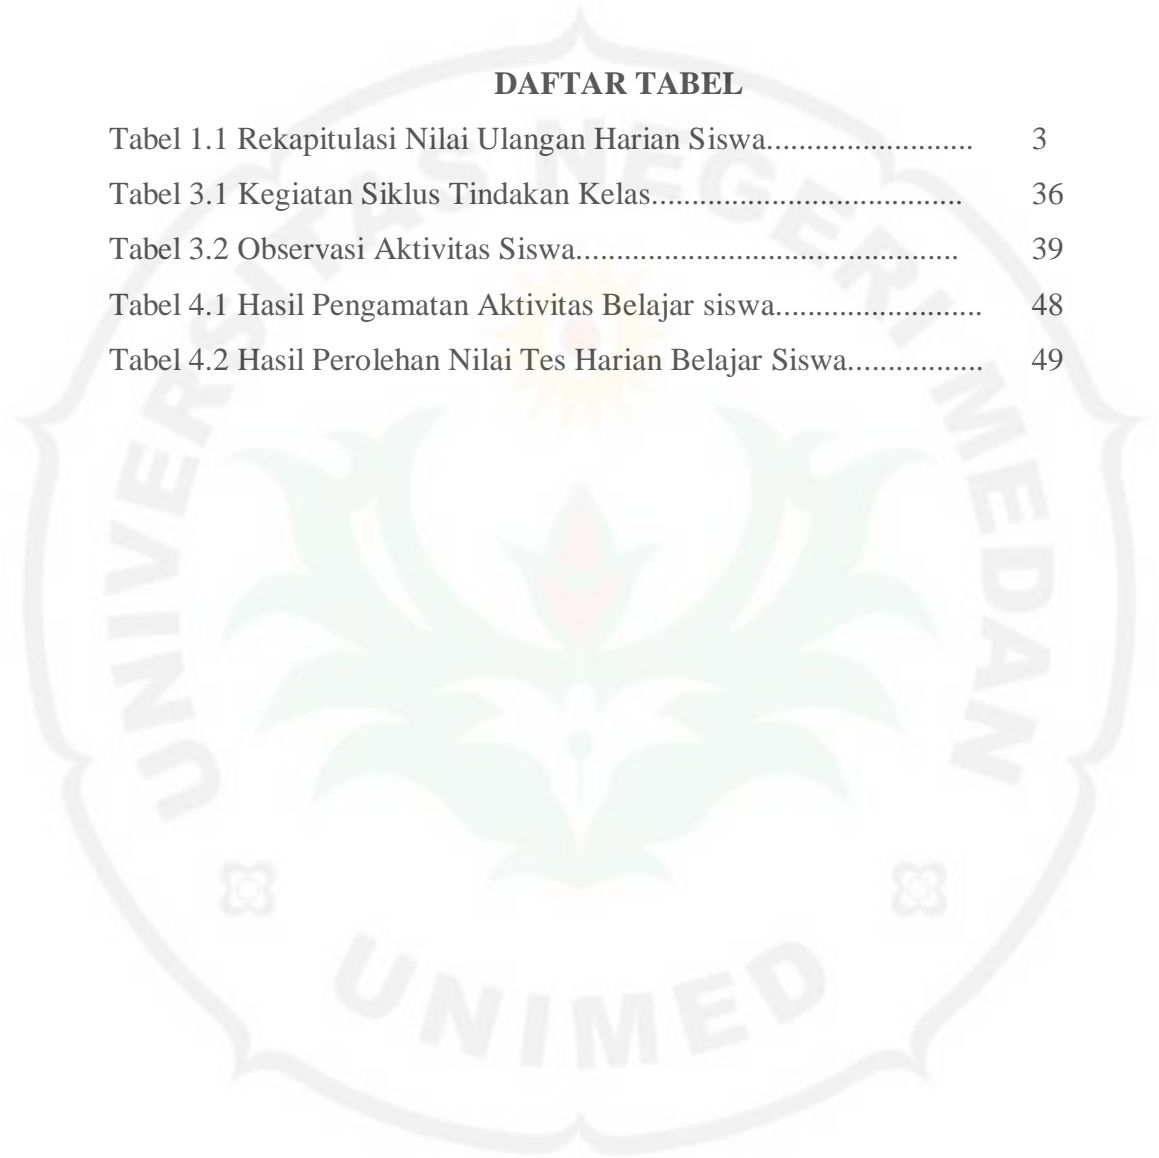 DAFTAR TABEL
Tabel 1.1 Rekapitulasi Nilai Ulangan Harian Siswa......................... 3
Tabel 3.1 Kegiatan Siklus Tindakan Kelas...................................... 36
Tabel 3.2 Observasi Aktivitas Siswa............................................... 39
Tabel 4.1 Hasil Pengamatan Aktivitas Belajar siswa......................... 48
Tabel 4.2 Hasil Perolehan Nilai Tes Harian Belajar Siswa................. 49
UNIVERSITAS NEGERI MEDAN
UNIMED